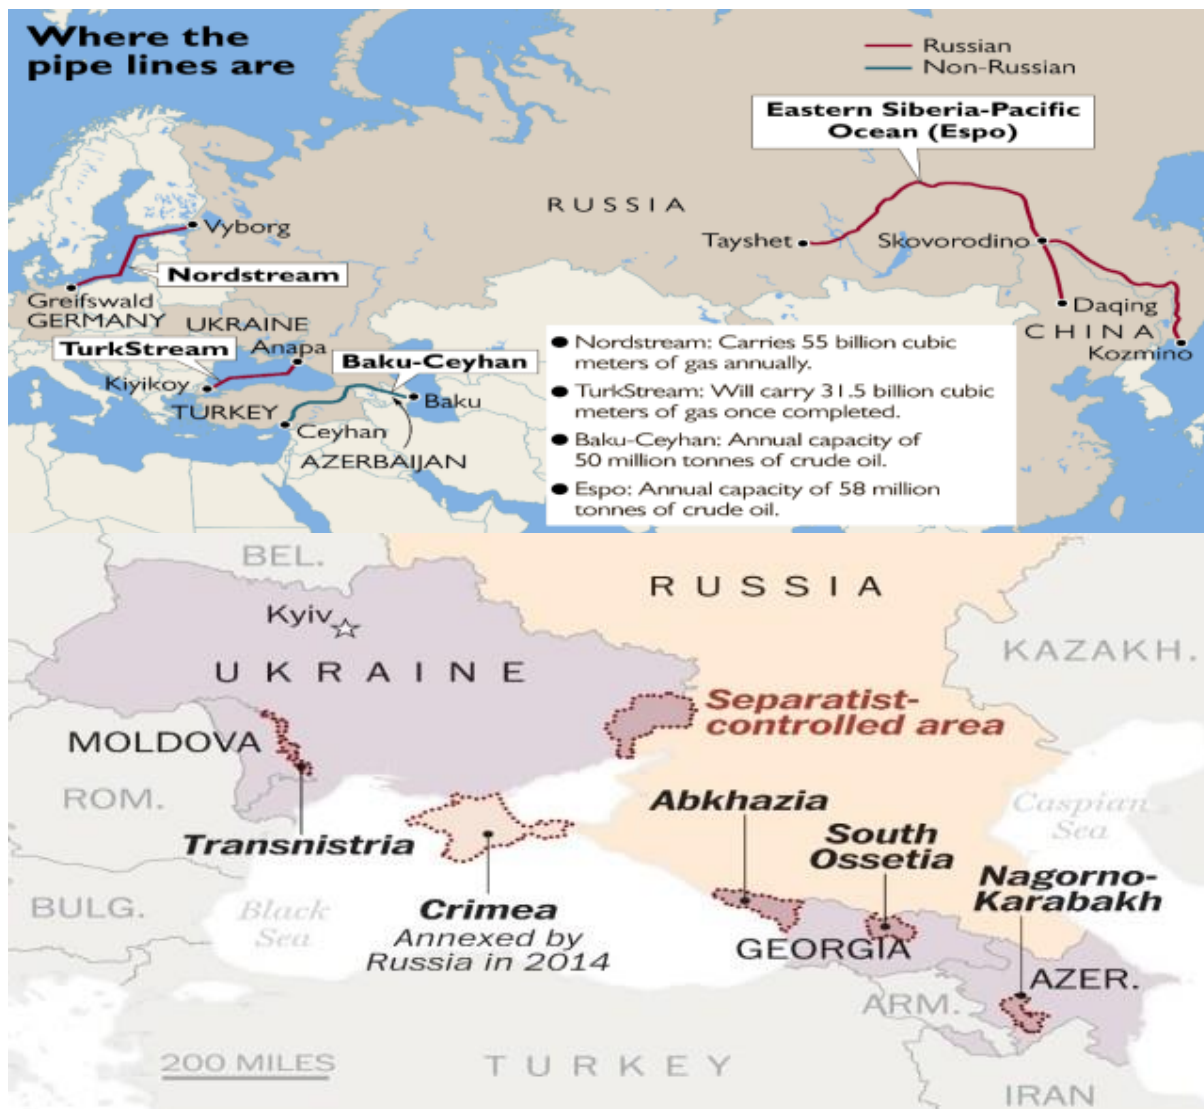 Where the
pipe lines are
Russian
Non-Russian
Eastern Siberia-Pacific
Ocean (Espo)
RUSSIA
Vyborg
Tayshet
Skovorodino
Nordstream
Greifswald
GERMANY
UKRAINE
Daqing
CHINA
Kozmino
TurkStream
Anapa
Baku-Ceyhan
Kiyikoy
Baku
TURKEY
Ceyhan
AZERBAIJAN
● Nordstream: Carries 55 billion cubic
meters of gas annually.
● TurkStream: Will carry 31.5 billion cubic
meters of gas once completed.
● Baku-Ceyhan: Annual capacity of
50 million tonnes of crude oil.
● Espo: Annual capacity of 58 million
tonnes of crude oil.
BEL.
RUSSIA
Kyiv
KAZAKH.
UKRAINE
Separatist-
controlled area
MOLDOVA
ROM.
Abkhazia
Caspian
Sea
Transnistria
South
Ossetia
Nagorno-
Karabakh
BULG.
Black
Sea
Crimea
Annexed by
Russia in 2014
GEORGIA
AZER.
ARM.
200 MILES
TURKEY
IRAN